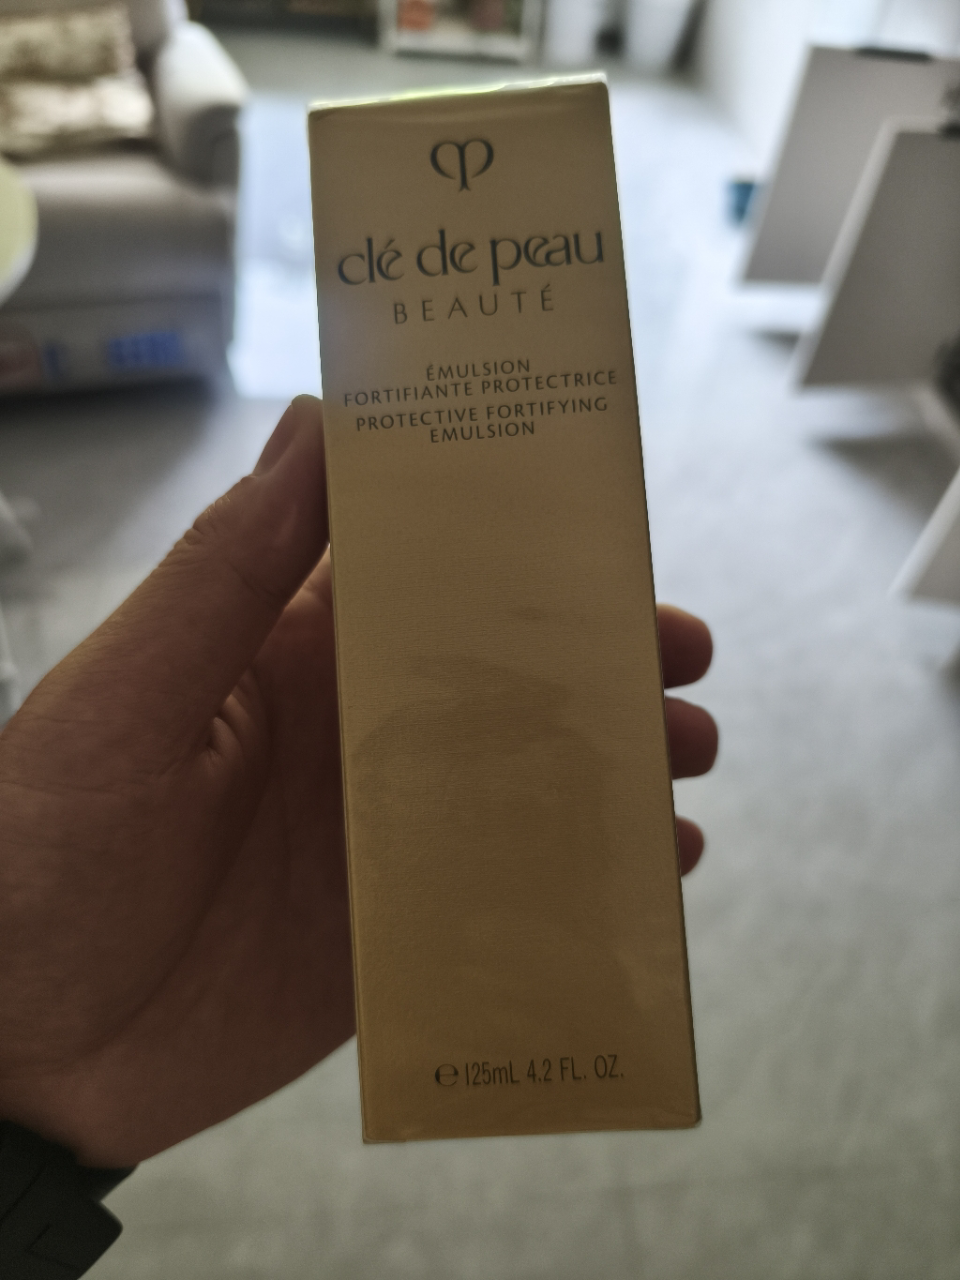 clé de peau
BEAUTÉ
ÉMULSION
FORTIFIANTE PROTECTRICE
PROTECTIVE FORTIFYING
EMULSION
℮ 125mL 4.2 FL. OZ.